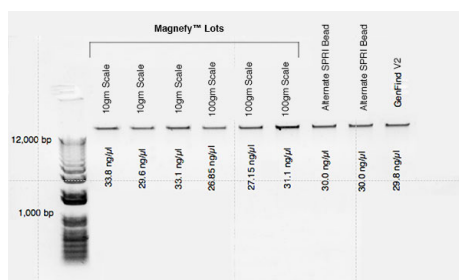 Magnefy™ Lots
10gm Scale
10gm Scale
10gm Scale
100gm Scale
100gm Scale
100gm Scale
Alternate SPRI Bead
Alternate SPRI Bead
GenFind V2
12,000 bp
33.8 ng/µl
29.6 ng/µl
33.1 ng/µl
26.85 ng/µl
27.15 ng/µl
31.1 ng/µl
30.0 ng/µl
30.0 ng/µl
29.8 ng/µl
1,000 bp